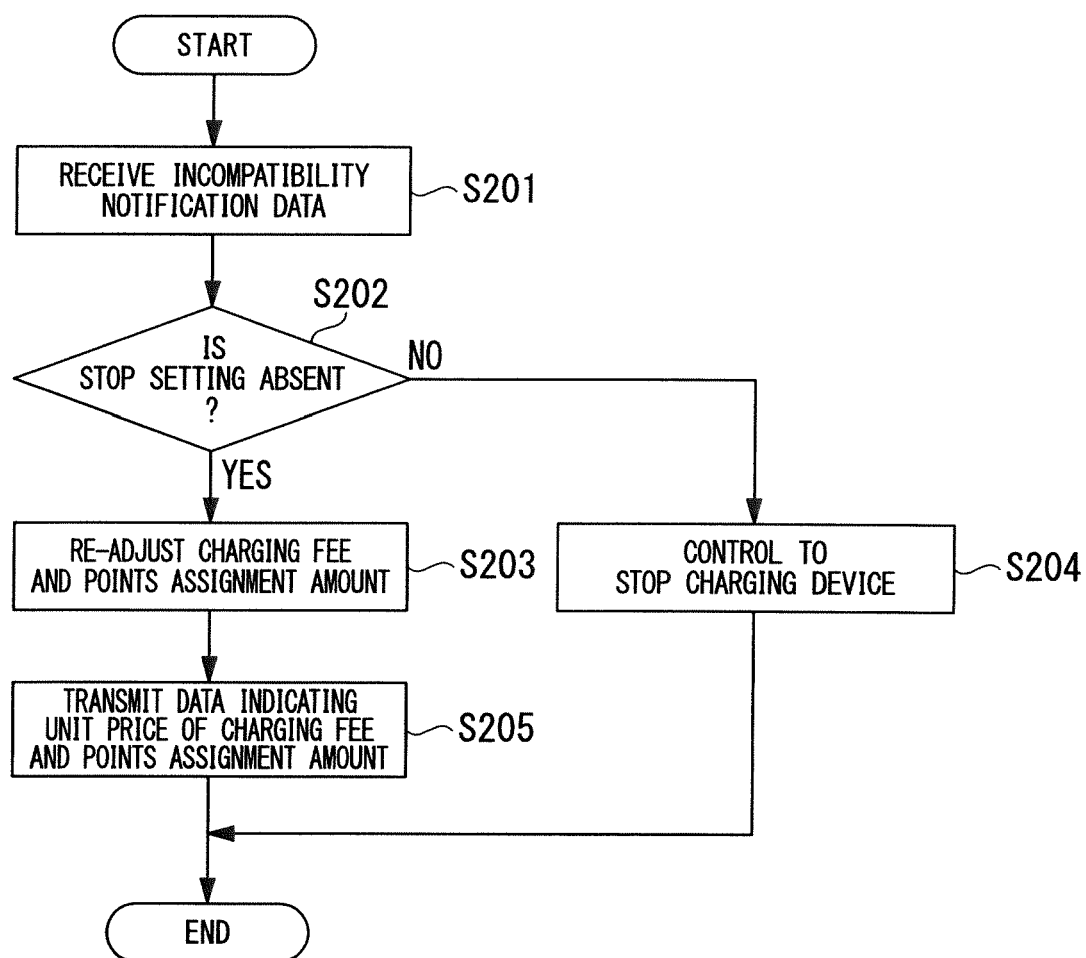 START
RECEIVE INCOMPATIBILITY
NOTIFICATION DATA
S201
S202
IS
STOP SETTING ABSENT
?
NO
YES
RE-ADJUST CHARGING FEE
AND POINTS ASSIGNMENT AMOUNT
S203
CONTROL TO
STOP CHARGING DEVICE
S204
TRANSMIT DATA INDICATING
UNIT PRICE OF CHARGING FEE
AND POINTS ASSIGNMENT AMOUNT
S205
END